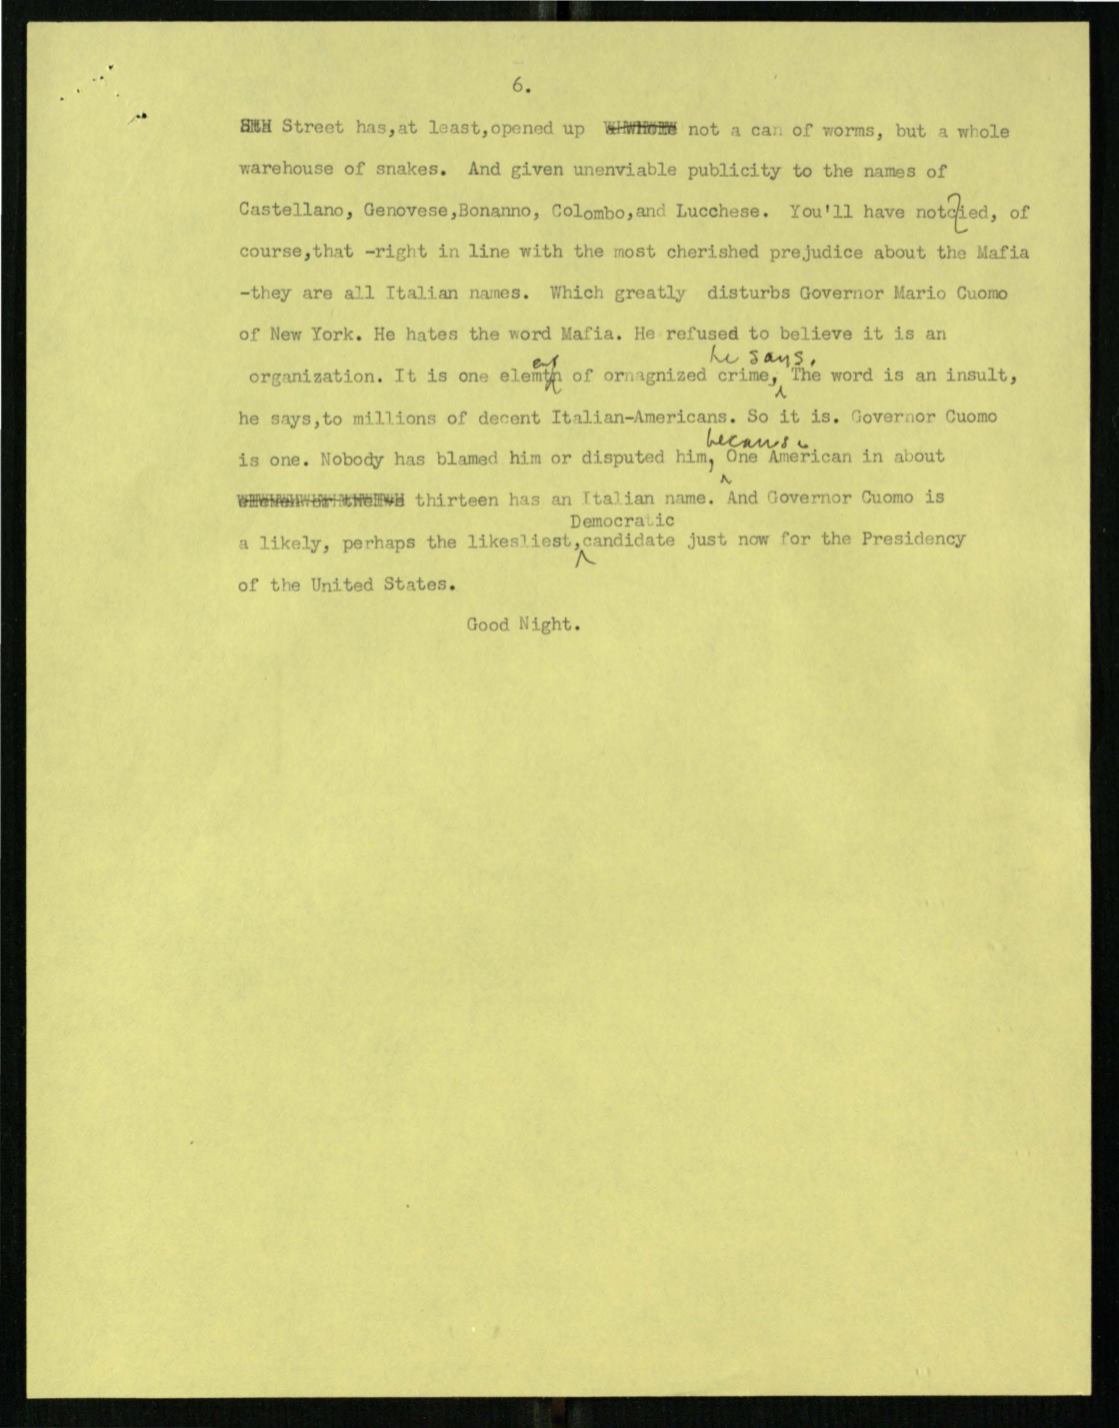 6.
Street has,at least,opened up not a can of worms, but a whole
warehouse of snakes. And given unenviable publicity to the names of
Castellano, Genovese,Bonanno, Colombo,and Lucchese. You'll have notcied, of
course,that -right in line with the most cherished prejudice about the Mafia
-they are all Italian names. Which greatly disturbs Governor Mario Cuomo
of New York. He hates the word Mafia. He refused to believe it is an
he says.
organization. It is one elemtn of ornagnized crime, The word is an insult,
he says,to millions of decent Italian-Americans. So it is. Governor Cuomo
because
is one. Nobody has blamed him or disputed him, One American in about
thirteen has an Italian name. And Governor Cuomo is
Democratic
a likely, perhaps the likesliest,candidate just now for the Presidency
of the United States.
Good Night.